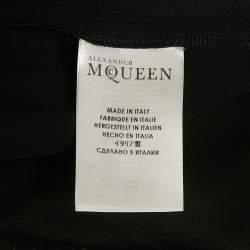 ALEXANDER
McQUEEN
MADE IN ITALY
FABRIQUE EN ITALIE
HERGESTELLT IN ITALIEN
HECHO EN ITALIA
イタリア製
СДЕЛАНО В ИТАЛИИ